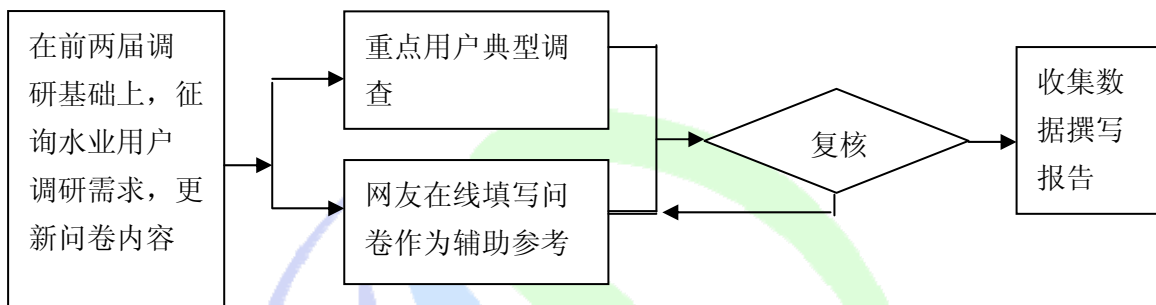 在前两届调
研基础上，征
询水业用户
调研需求，更
新问卷内容
重点用户典型调
查
网友在线填写问
卷作为辅助参考
复核
收集数
据撰写
报告